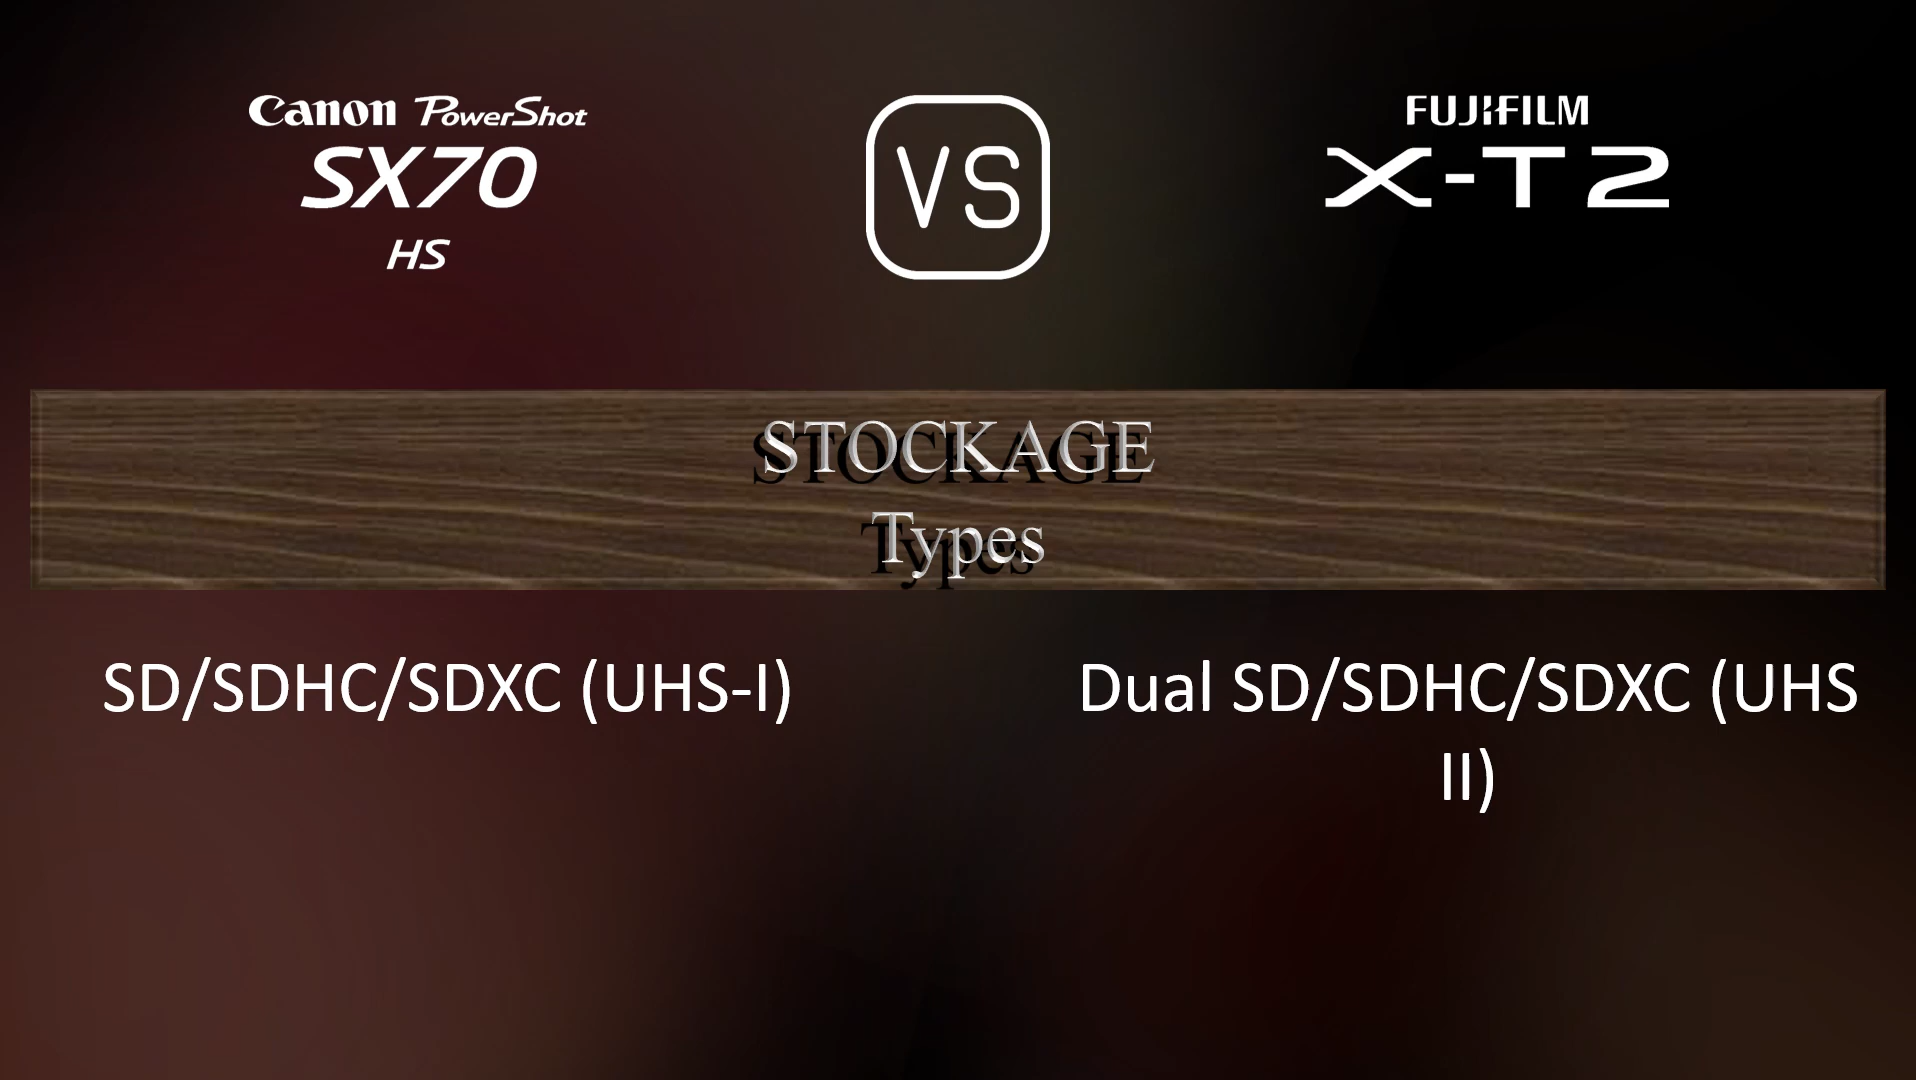 Canon PowerShot
SX70
HS
VS
FUJIFILM
X-T2
STOCKAGE
Types
SD/SDHC/SDXC (UHS-I)
Dual SD/SDHC/SDXC (UHS
II)